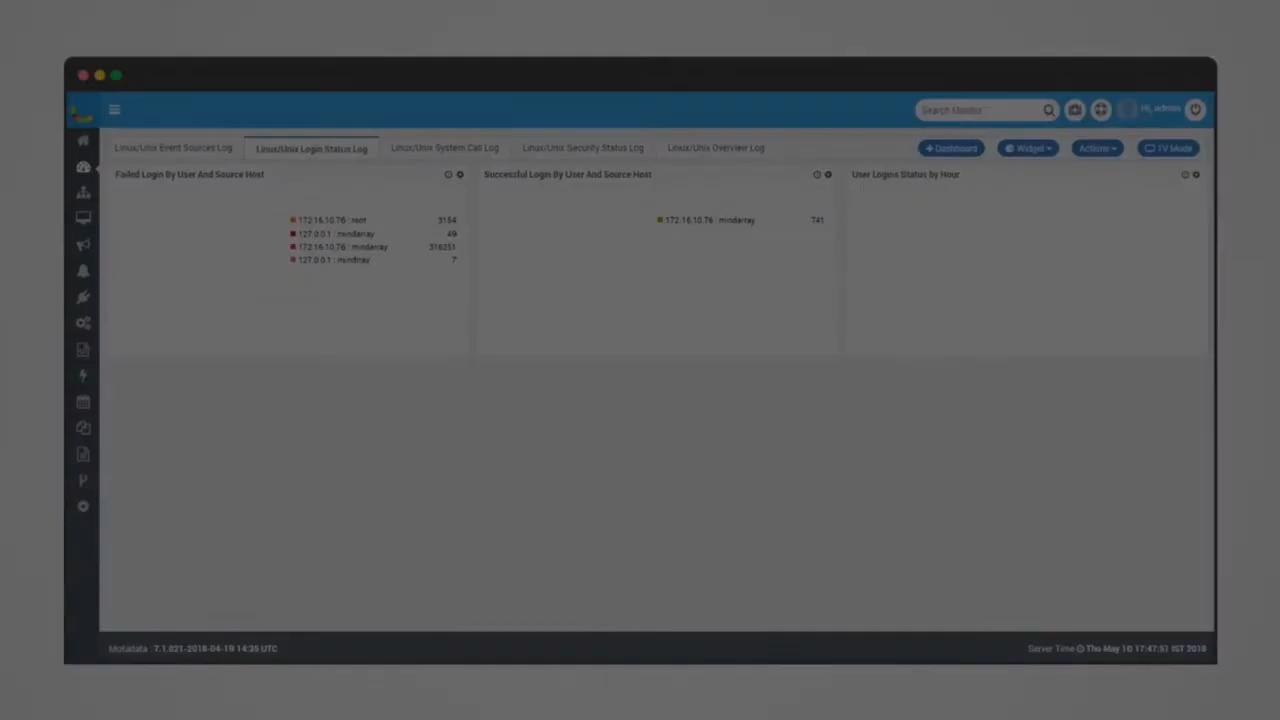 Search Monitor
Hi, admin
Linux/Unix Event Sources Log
Linux/Unix Login Status Log
Linux/Unix System Call Log
Linux/Unix Security Status Log
Linux/Unix Overview Log
Dashboard
Widget
Actions
TV Mode
Failed Login By User And Source Host
172.16.10.76 : root 3154
127.0.0.1 : mindarray 49
172.16.10.76 : mindarray 316251
127.0.0.1 : mindrray 7
Successful Login By User And Source Host
172.16.10.76 : mindarray 741
User Logins Status by Hour
Motadata : 7.1.021-2018-04-19 14:35 UTC
Server Time Thu May 10 17:47:51 IST 2018